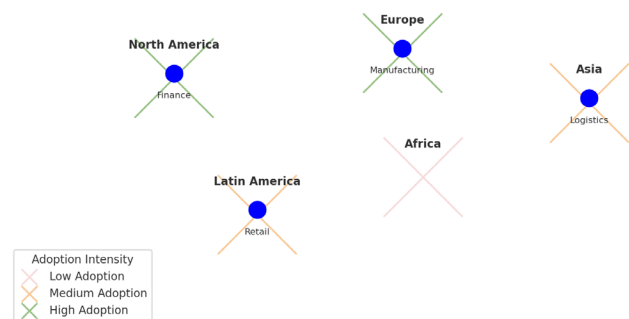 Europe
North America
Manufacturing
Asia
Finance
Logistics
Africa
Latin America
Retail
Adoption Intensity
Low Adoption
Medium Adoption
High Adoption